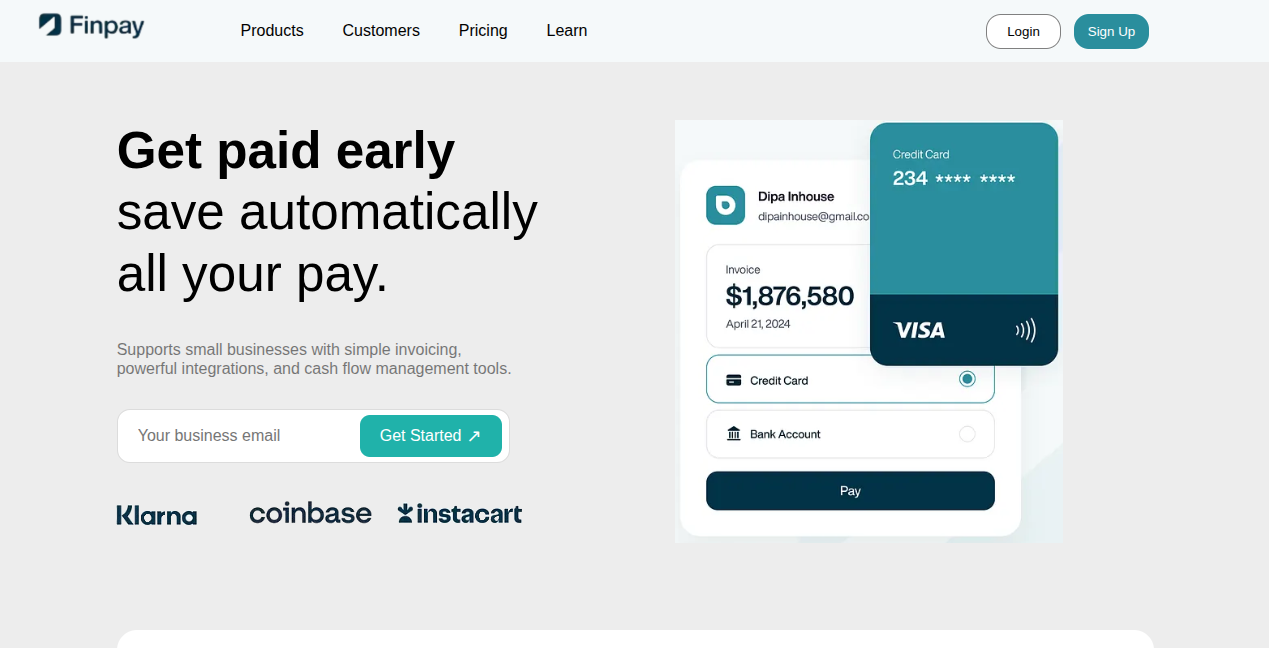 Finpay
Products
Customers
Pricing
Learn
Login
Sign Up
Get paid early
save automatically
all your pay.
Supports small businesses with simple invoicing,
powerful integrations, and cash flow management tools.
Your business email
Get Started ↗
Klarna
coinbase
instacart
Credit Card
234 **** ****
Dipa Inhouse
dipainhouse@gmail.co
Invoice
$1,876,580
April 21, 2024
VISA
Credit Card
Bank Account
Pay